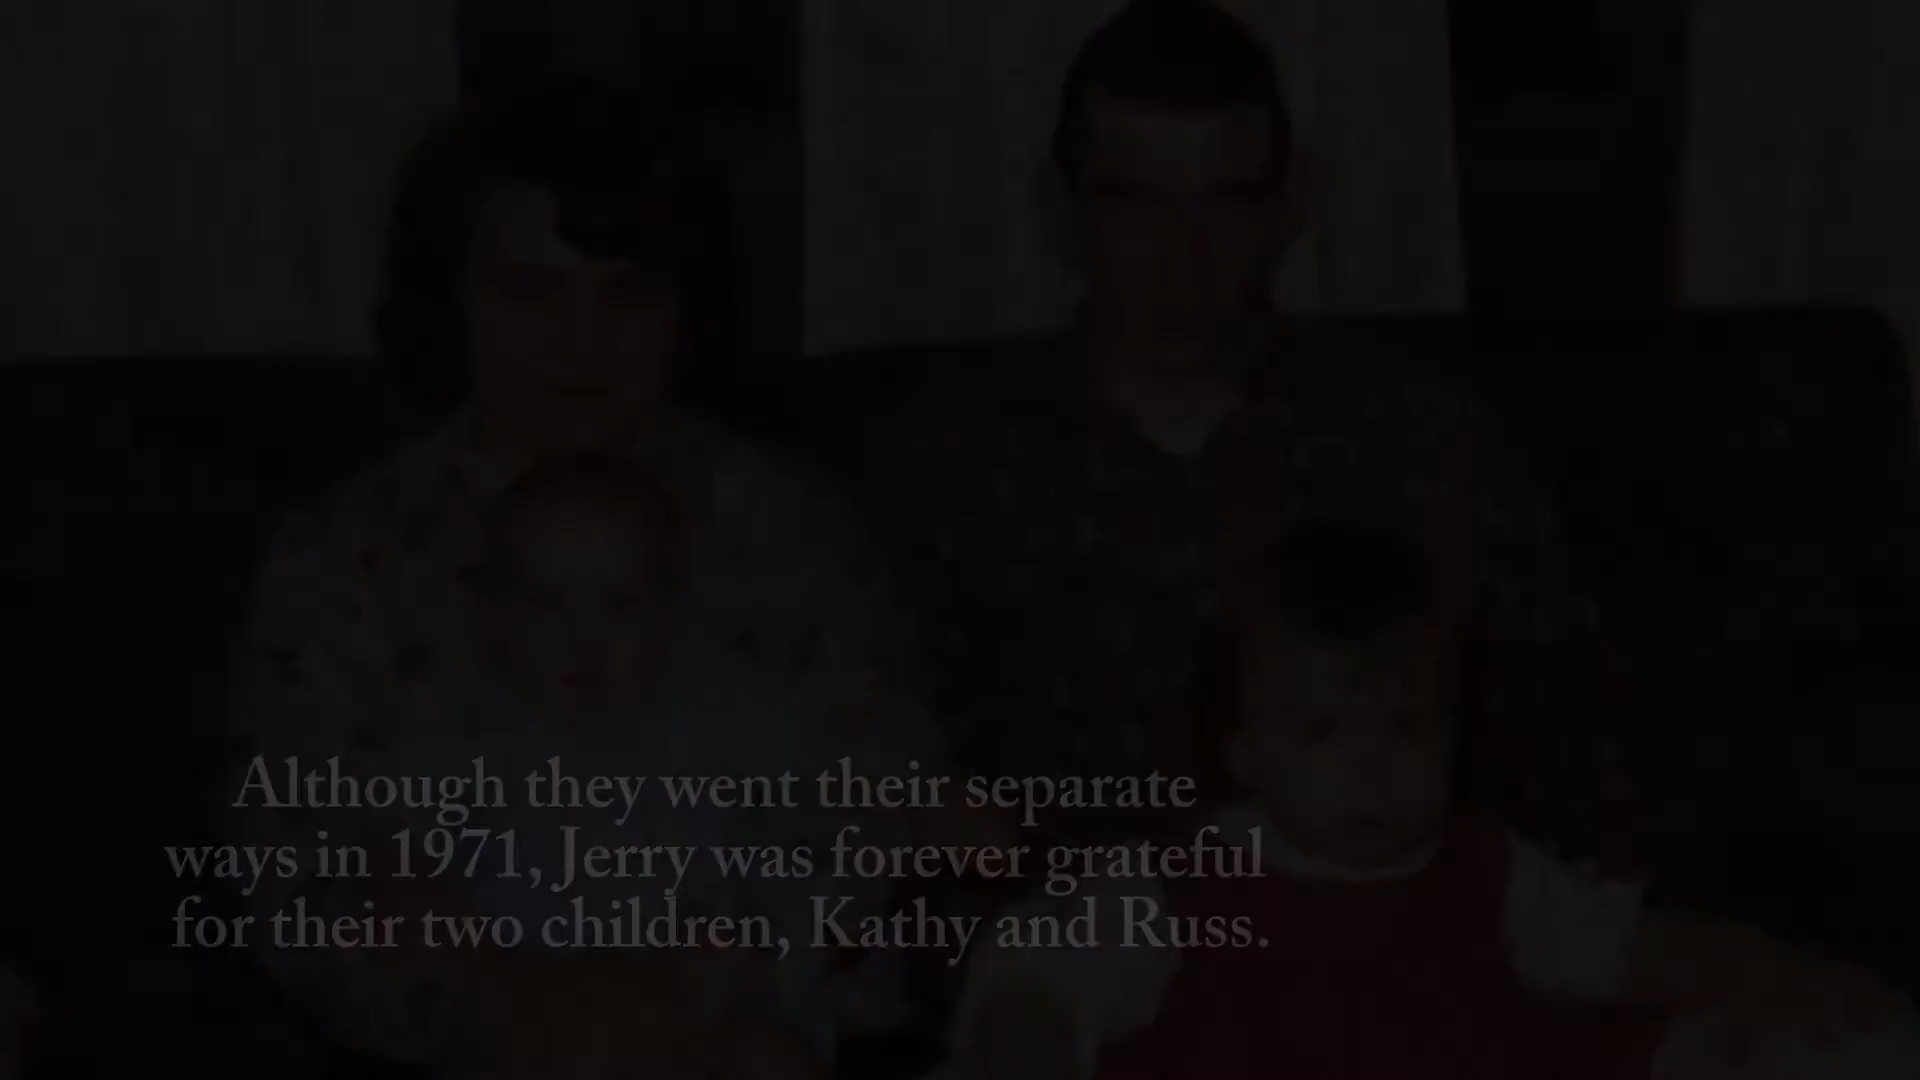 Although they went their separate
ways in 1971, Jerry was forever grateful
for their two children, Kathy and Russ.